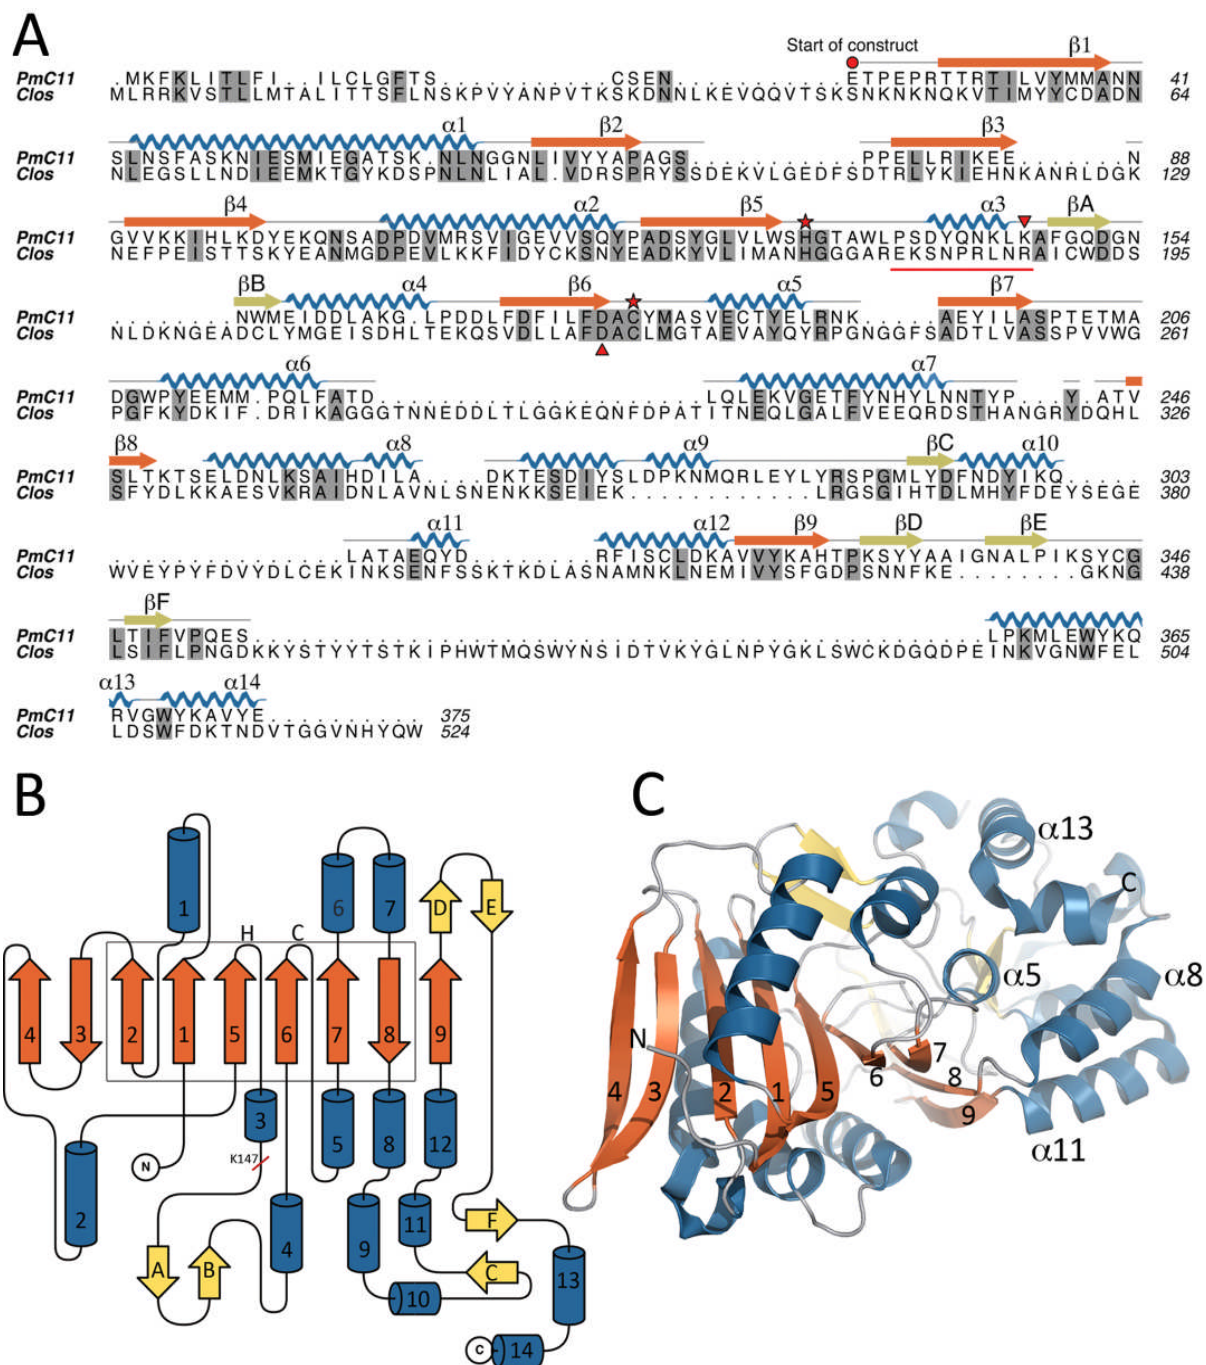 A
Start of construct
β1
PmC11 .MKFKLITLFI..ILCLGFTS...........CSEN...........ETPEPRTTRTILVYMMANN 41
Clos MLRRKVSTLLMTALITTSFLNSKPVYANPVTKSKDNNLKEVQQVTSKSNKNKNQKVTIMYYCDADN 64
α1 β2 β3
PmC11 SLNSFASKNIESMIEGATSK.NLNGGNLIVYYAPAGS...........PPELLRIKEE.......N 88
Clos NLEGSLLNDIEEMKTGYKDSPNLNLIAL.VDRSPRYSSDEKVLGEDFSDTRLYKIEHNKANRLDGK 129
β4 α2 β5 α3 βA
PmC11 GVVKKIHLKDYEKQNSADPDVMRSVIGEVVSQYPADSYGLVLWSHGTAWLPSDYQNKLKAFGQDGN 154
Clos NEFPEISTTSKYEANMGDPEVLKKFIDYCKSNYEADKYVLIMANHGGGAREKSNPRLNRAICWDDS 195
βB α4 β6 α5 β7
PmC11 ........NWMEIDDLAKG.LPDDLFDFILFDACYMASVECTYELRNK.....AEYILASPTETMA 206
Clos NLDKNGEADCLYMGEISDHLTEKQSVDLLAFDACLMGTAEVAYQYRPGNGGFSADTLVASSPVVWG 261
α6 α7
PmC11 DGWPYEEMM.PQLFATD.....................LQLEKVGETFYNHYLNNTYP...Y.ATV 246
Clos PGFKYDKIF.DRIKAGGGTNNEDDLTLGGKEQNFDPATITNEQLGALFVEEQRDSTHANGRYDQHL 326
β8 α8 α9 βC α10
PmC11 SLTKTSELDNLKSAIHDILA....DKTESDIYSLDPKNMQRLEYLYRSPGMLYDFNDYIKQ..... 303
Clos SFYDLKKAESVKRAIDNLAVNLSNENKKSEIEK............LRGSGIHTDLMHYFDEYSEGE 380
α11 α12 β9 βD βE
PmC11 ...............LATAEQYD........RFISCLDKAVVYKAHTPKSYYAAIGNALPIKSYCG 346
Clos WVEYPYFDVYDLCEKINKSENFSSKTKDLASNAMNKLNEMIVYSFGDPSNNFKE........GKNG 438
βF
PmC11 LTIFVPQES...............................................LPKMLEWYKQ 365
Clos LSIFLPNGDKKYSTYYTSTKIPHWTMQSWYNSIDTVKYGLNPYGKLSWCKDGQDPEINKVGNWFEL 504
α13 α14
PmC11 RVGWYKAVYE.......... 375
Clos LDSWFDKTNDVTGGVNHYQW 524
B
1 6 7 D E
H C
4 3 2 1 5 6 7 8 9
3 5 8 12
K147
N
2 4 9 11 F
A B C 10 13
C 14
C
α13
C
α5
α8
N
4 3 2 1 5 6 7 8 9
α11